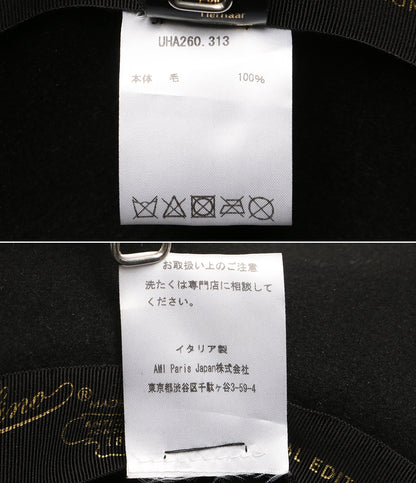 Tiernaar
UHA260.313
本体 毛 100%
お取扱い上のご注意
洗たくは専門店に相談して
ください。
イタリア製
AMI Paris Japan株式会社
東京都渋谷区千駄ケ谷3-59-4
®
EDITI